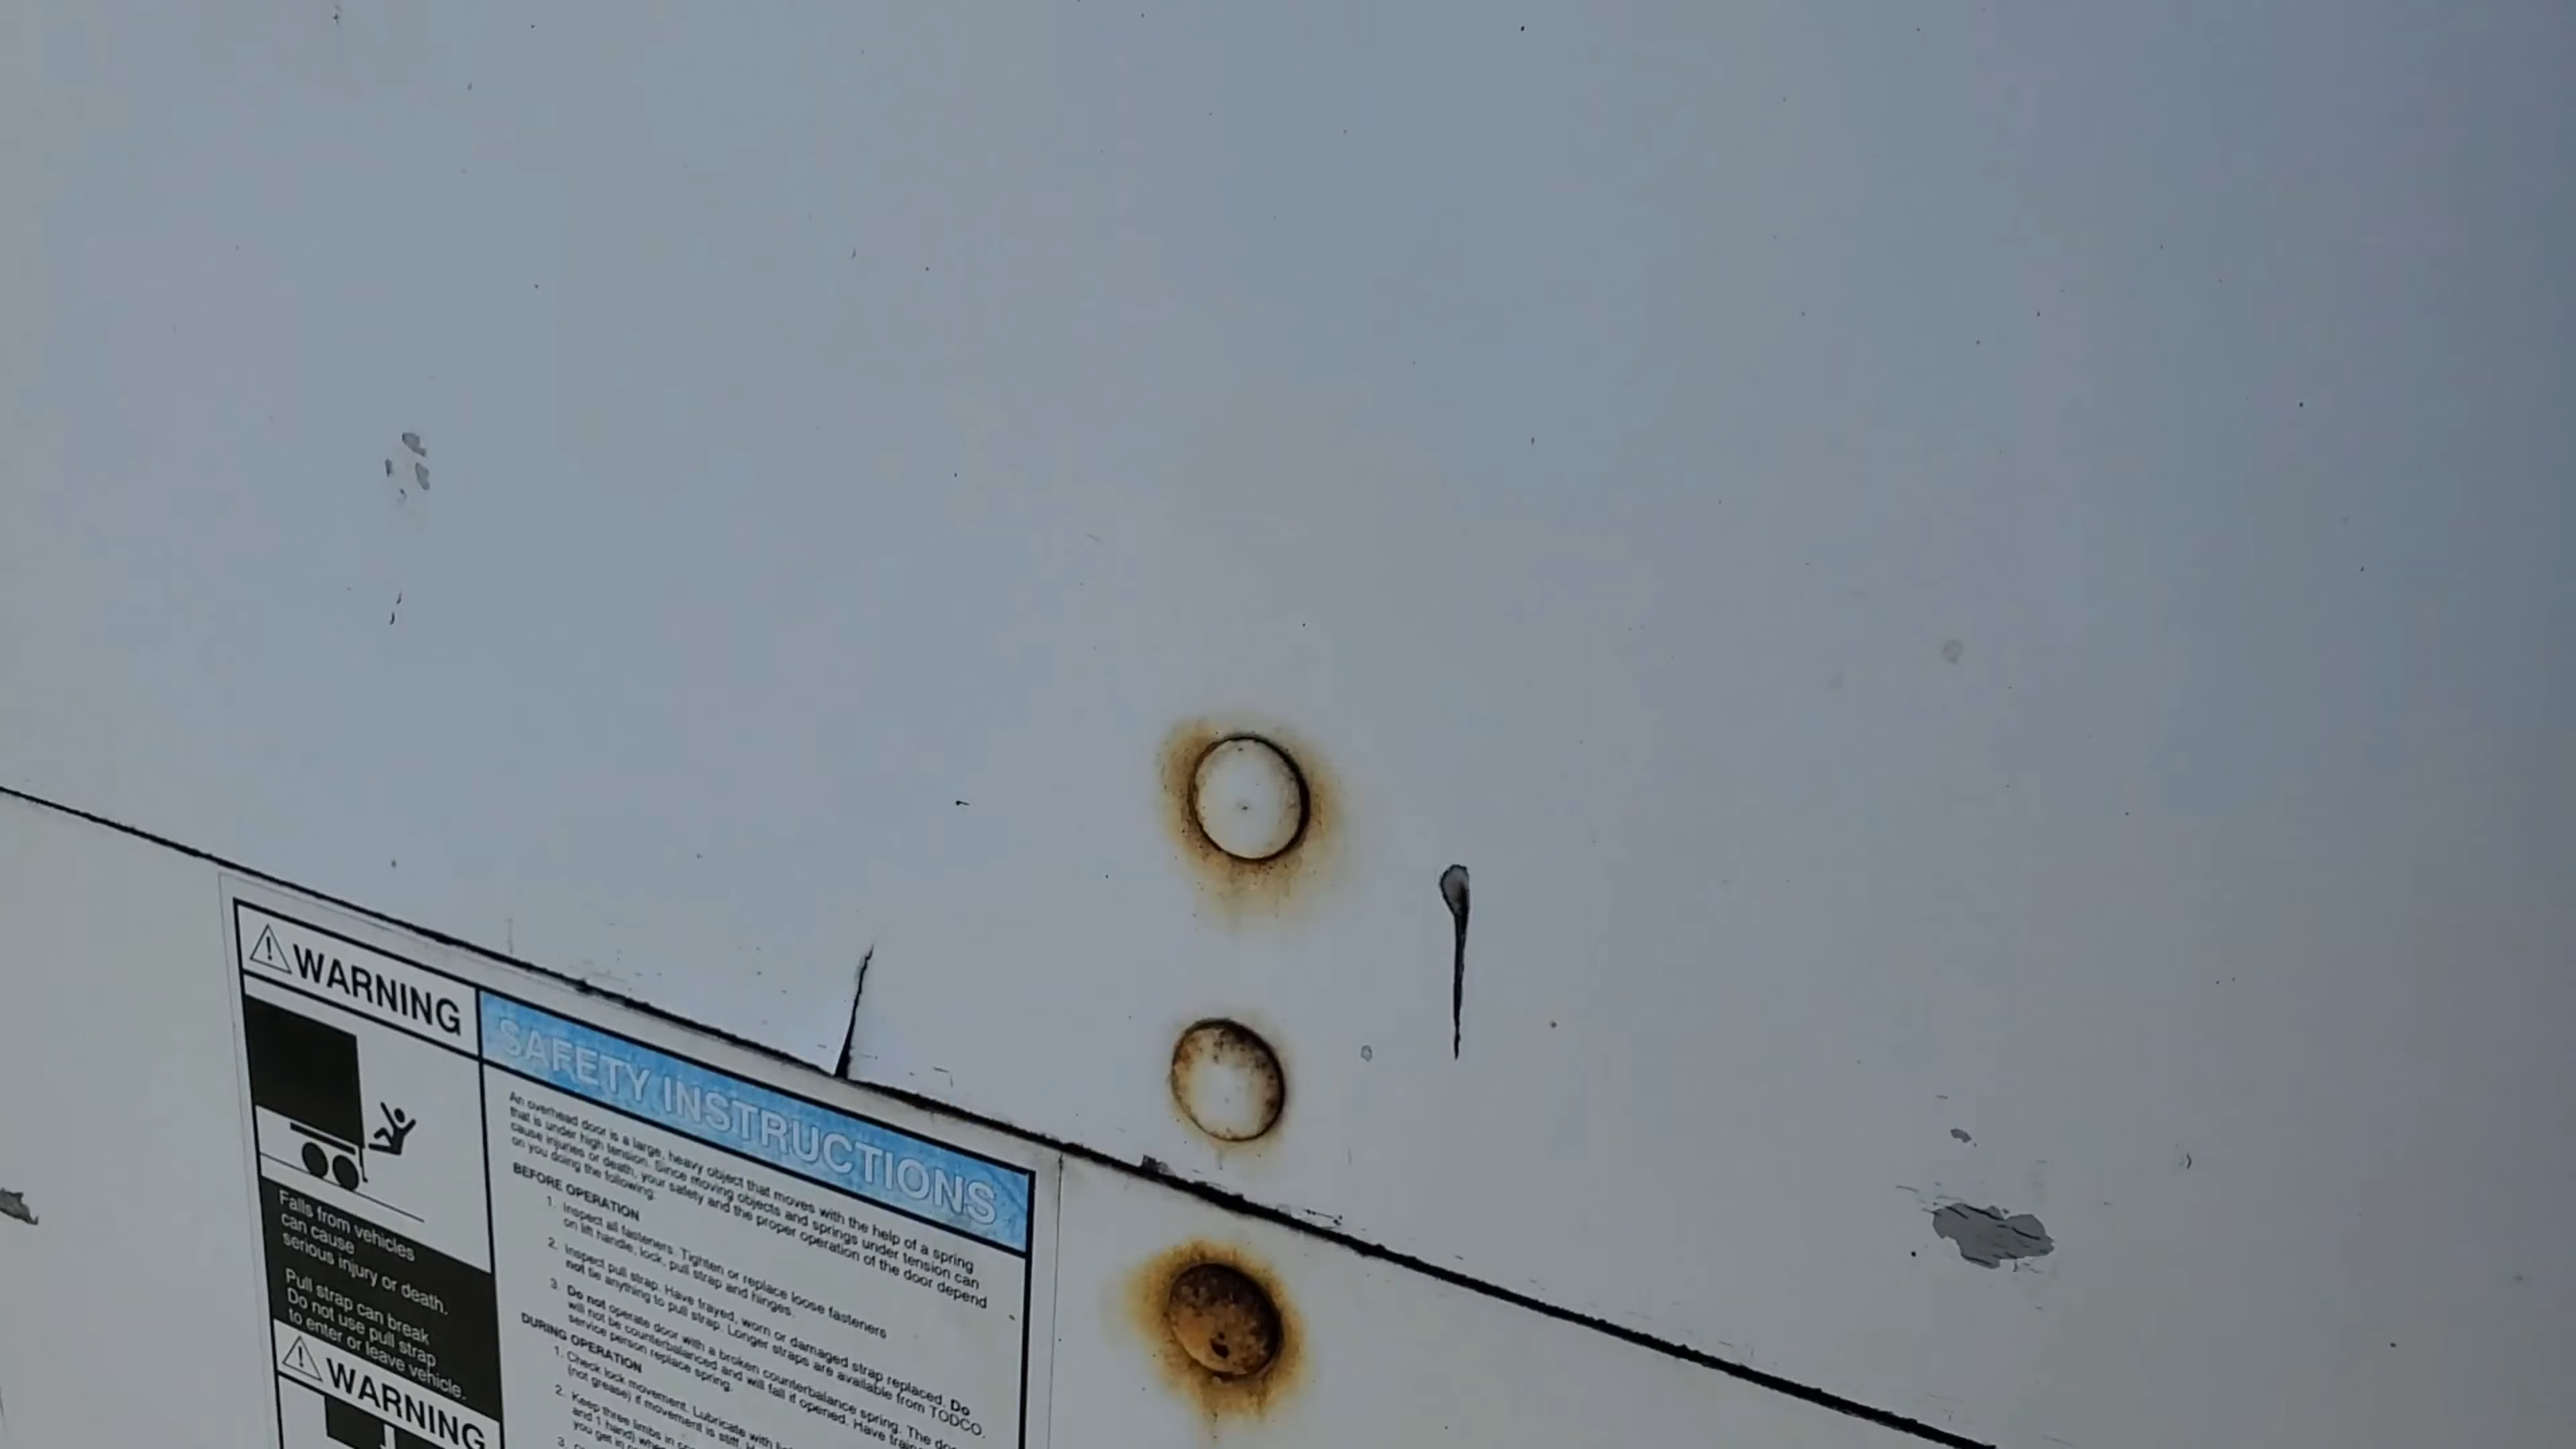 WARNING
Falls from vehicles
can cause
serious injury or death.
Pull strap can break
Do not use pull strap
to enter or leave vehicle.
WARNING
SAFETY INSTRUCTIONS
An overhead door is a large, heavy object that moves with the help of a spring
that is under high tension. Since moving objects and springs under tension can
cause injuries or death, your safety and the proper operation of the door depend
on you doing the following:
BEFORE OPERATION
1. Inspect all fasteners. Tighten or replace loose fasteners
on lift handle, lock, pull strap and hinges.
2. Inspect pull strap. Have frayed, worn or damaged strap replaced. Do
not tie anything to pull strap. Longer straps are available from TODCO.
3. Do not operate door with a broken counterbalance spring. The
will not be counterbalanced and will fall if opened. Have
service person replace spring.
DURING OPERATION
1. Check lock movement. Lubricate with
(not grease) if movement is stiff.
2. Keep three limbs in
and 1 hand)
you get in
3.